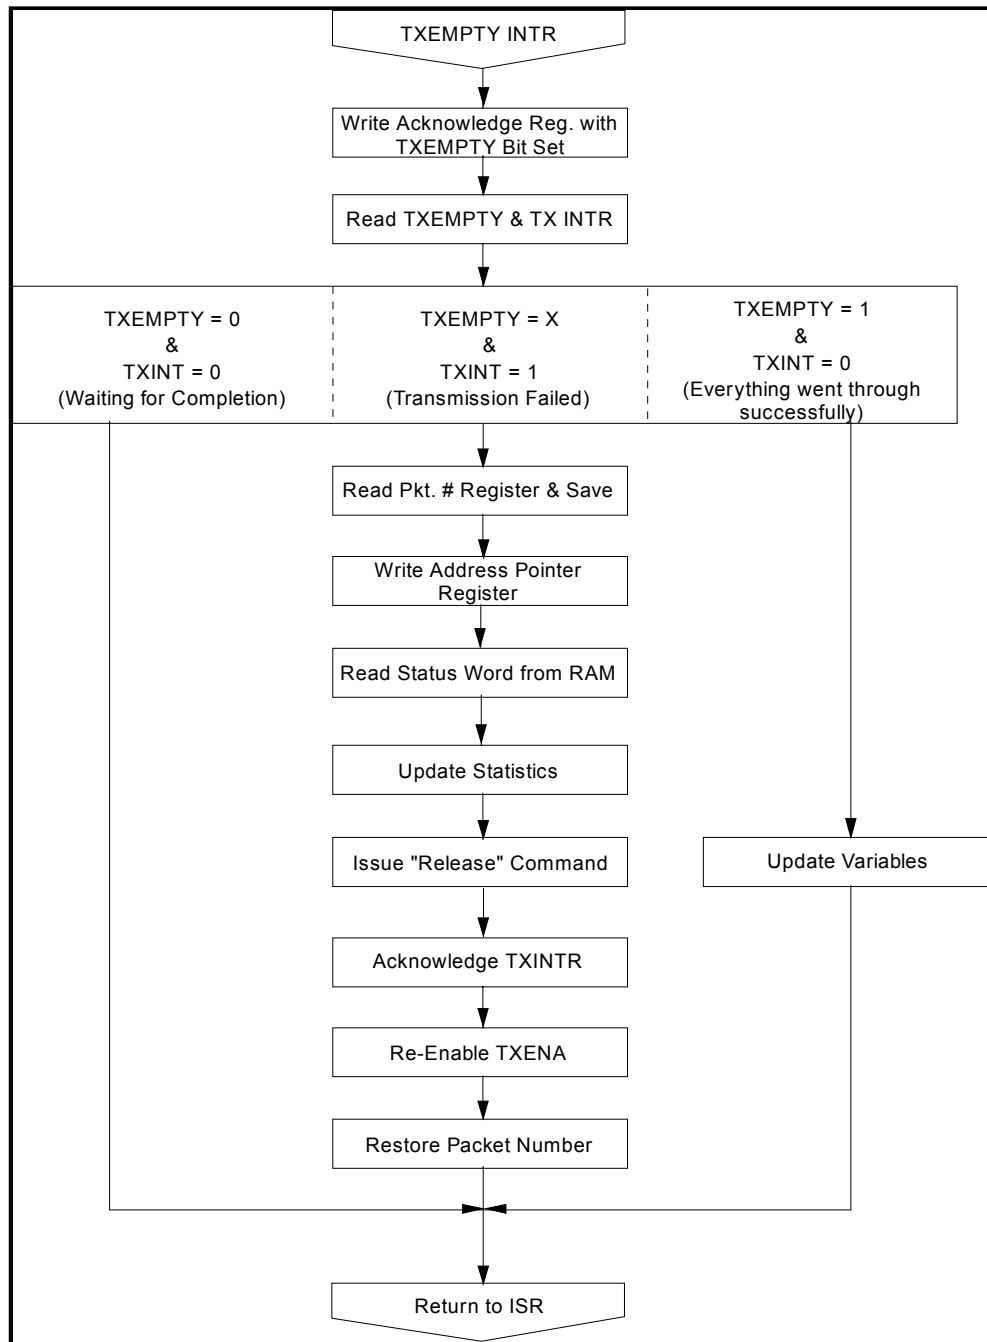 TXEMPTY INTR
Write Acknowledge Reg. with
TXEMPTY Bit Set
Read TXEMPTY & TX INTR
TXEMPTY = 0
&
TXINT = 0
(Waiting for Completion)
TXEMPTY = X
&
TXINT = 1
(Transmission Failed)
TXEMPTY = 1
&
TXINT = 0
(Everything went through
successfully)
Read Pkt. # Register & Save
Write Address Pointer
Register
Read Status Word from RAM
Update Statistics
Issue "Release" Command
Update Variables
Acknowledge TXINTR
Re-Enable TXENA
Restore Packet Number
Return to ISR